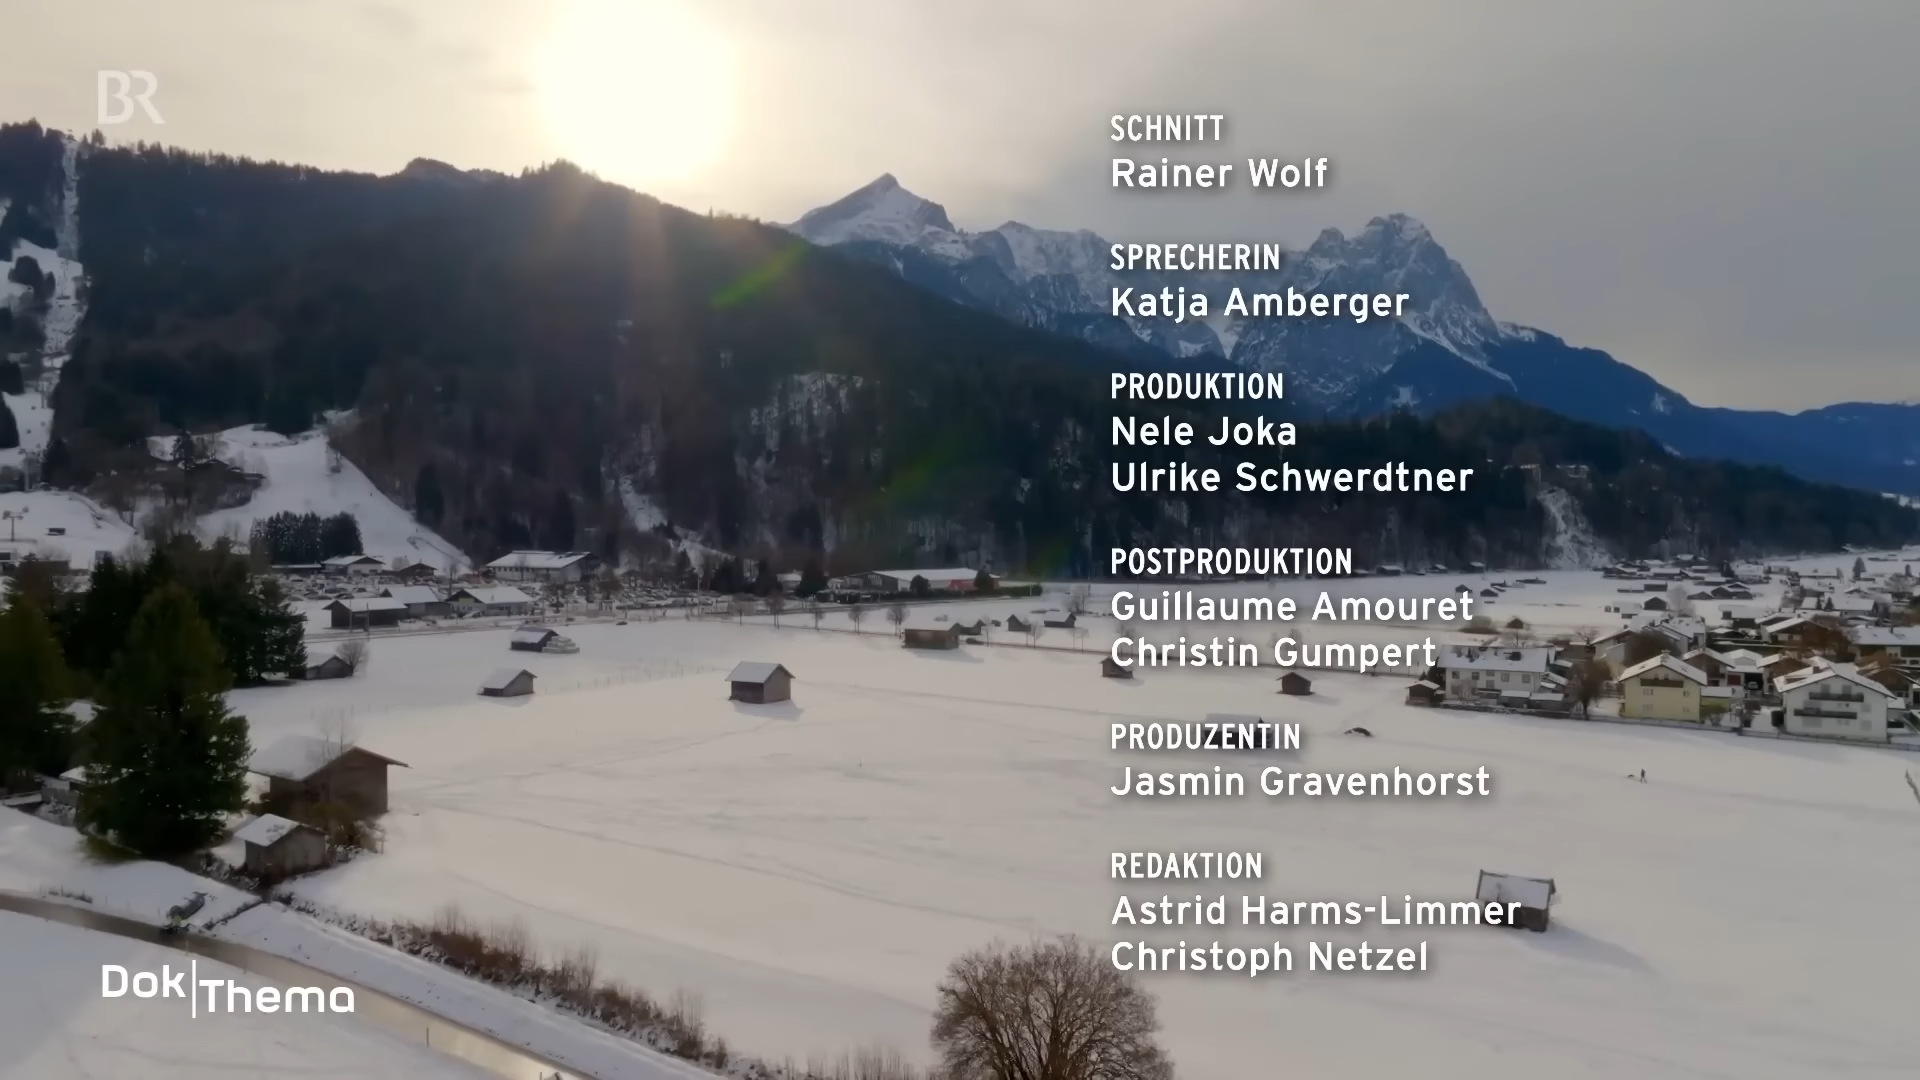 BR
SCHNITT
Rainer Wolf
SPRECHERIN
Katja Amberger
PRODUKTION
Nele Joka
Ulrike Schwerdtner
POSTPRODUKTION
Guillaume Amouret
Christin Gumpert
PRODUZENTIN
Jasmin Gravenhorst
REDAKTION
Astrid Harms-Limmer
Christoph Netzel
Dok
Thema